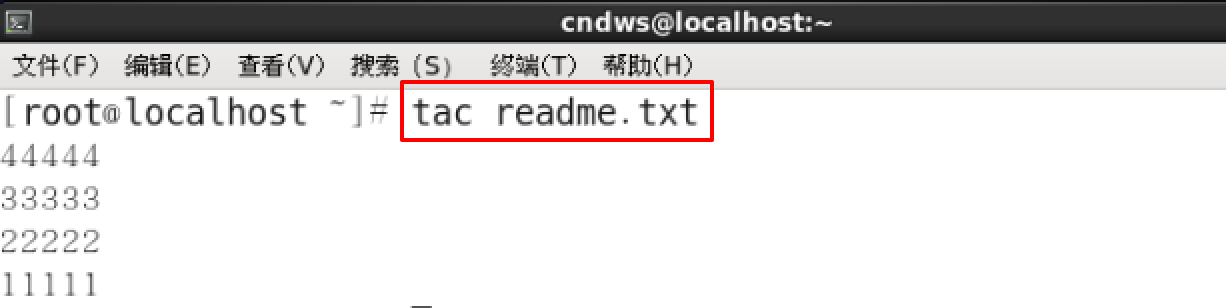 cndws@localhost:~
文件(F) 编辑(E) 查看(V) 搜索 (S) 终端(T) 帮助(H)
[root@localhost ~]# tac readme.txt
44444
33333
22222
11111